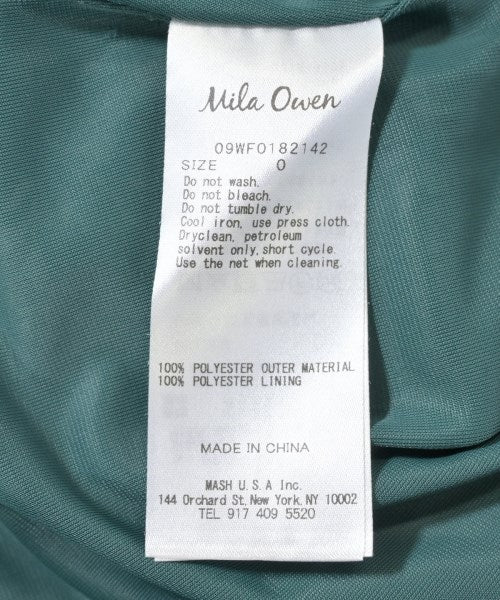 Mila Owen
09WFO182142
SIZE 0
Do not wash.
Do not bleach.
Do not tumble dry.
Cool iron, use press cloth.
Dryclean, petroleum
solvent only, short cycle.
Use the net when cleaning.
100% POLYESTER OUTER MATERIAL
100% POLYESTER LINING
MADE IN CHINA
MASH U.S.A Inc.
144 Orchard St, New York, NY 10002
TEL 917 409 5520